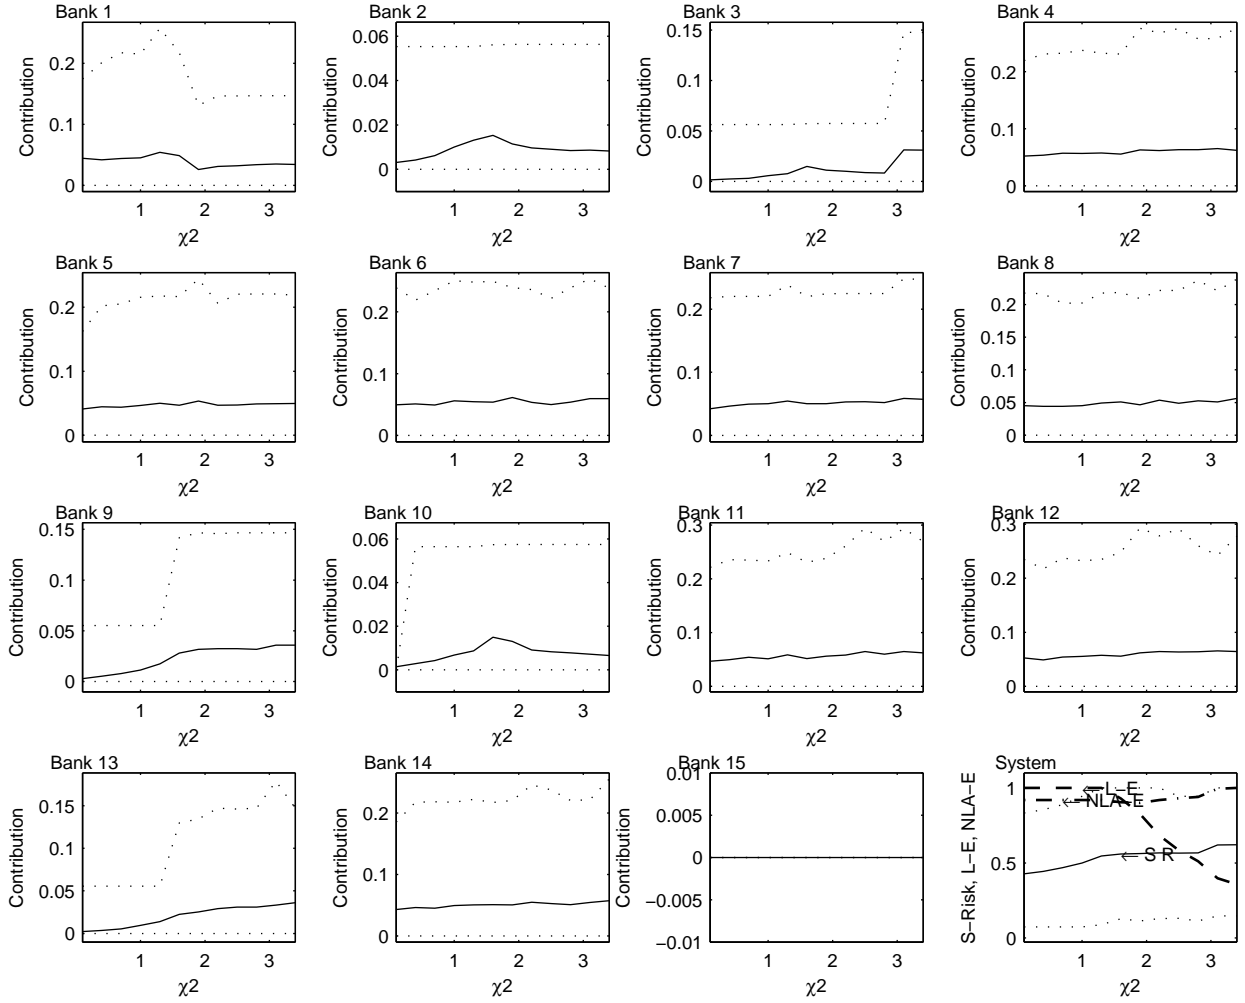 Bank 1
0.2
0.1
0
Contribution
1 2 3
χ2
Bank 2
0.06
0.04
0.02
0
Contribution
1 2 3
χ2
Bank 3
0.15
0.1
0.05
0
Contribution
1 2 3
χ2
Bank 4
0.2
0.1
0
Contribution
1 2 3
χ2
Bank 5
0.2
0.1
0
Contribution
1 2 3
χ2
Bank 6
0.2
0.1
0
Contribution
1 2 3
χ2
Bank 7
0.2
0.1
0
Contribution
1 2 3
χ2
Bank 8
0.2
0.15
0.1
0.05
0
Contribution
1 2 3
χ2
Bank 9
0.15
0.1
0.05
0
Contribution
1 2 3
χ2
Bank 10
0.06
0.04
0.02
0
Contribution
1 2 3
χ2
Bank 11
0.3
0.2
0.1
0
Contribution
1 2 3
χ2
Bank 12
0.3
0.2
0.1
0
Contribution
1 2 3
χ2
Bank 13
0.15
0.1
0.05
0
Contribution
1 2 3
χ2
Bank 14
0.2
0.1
0
Contribution
1 2 3
χ2
Bank 15
0.01
0.005
0
−0.005
−0.01
Contribution
1 2 3
χ2
System
1
0.5
0
S−Risk, L−E, NLA−E
← L−E
← NLA−E
← S R
1 2 3
χ2